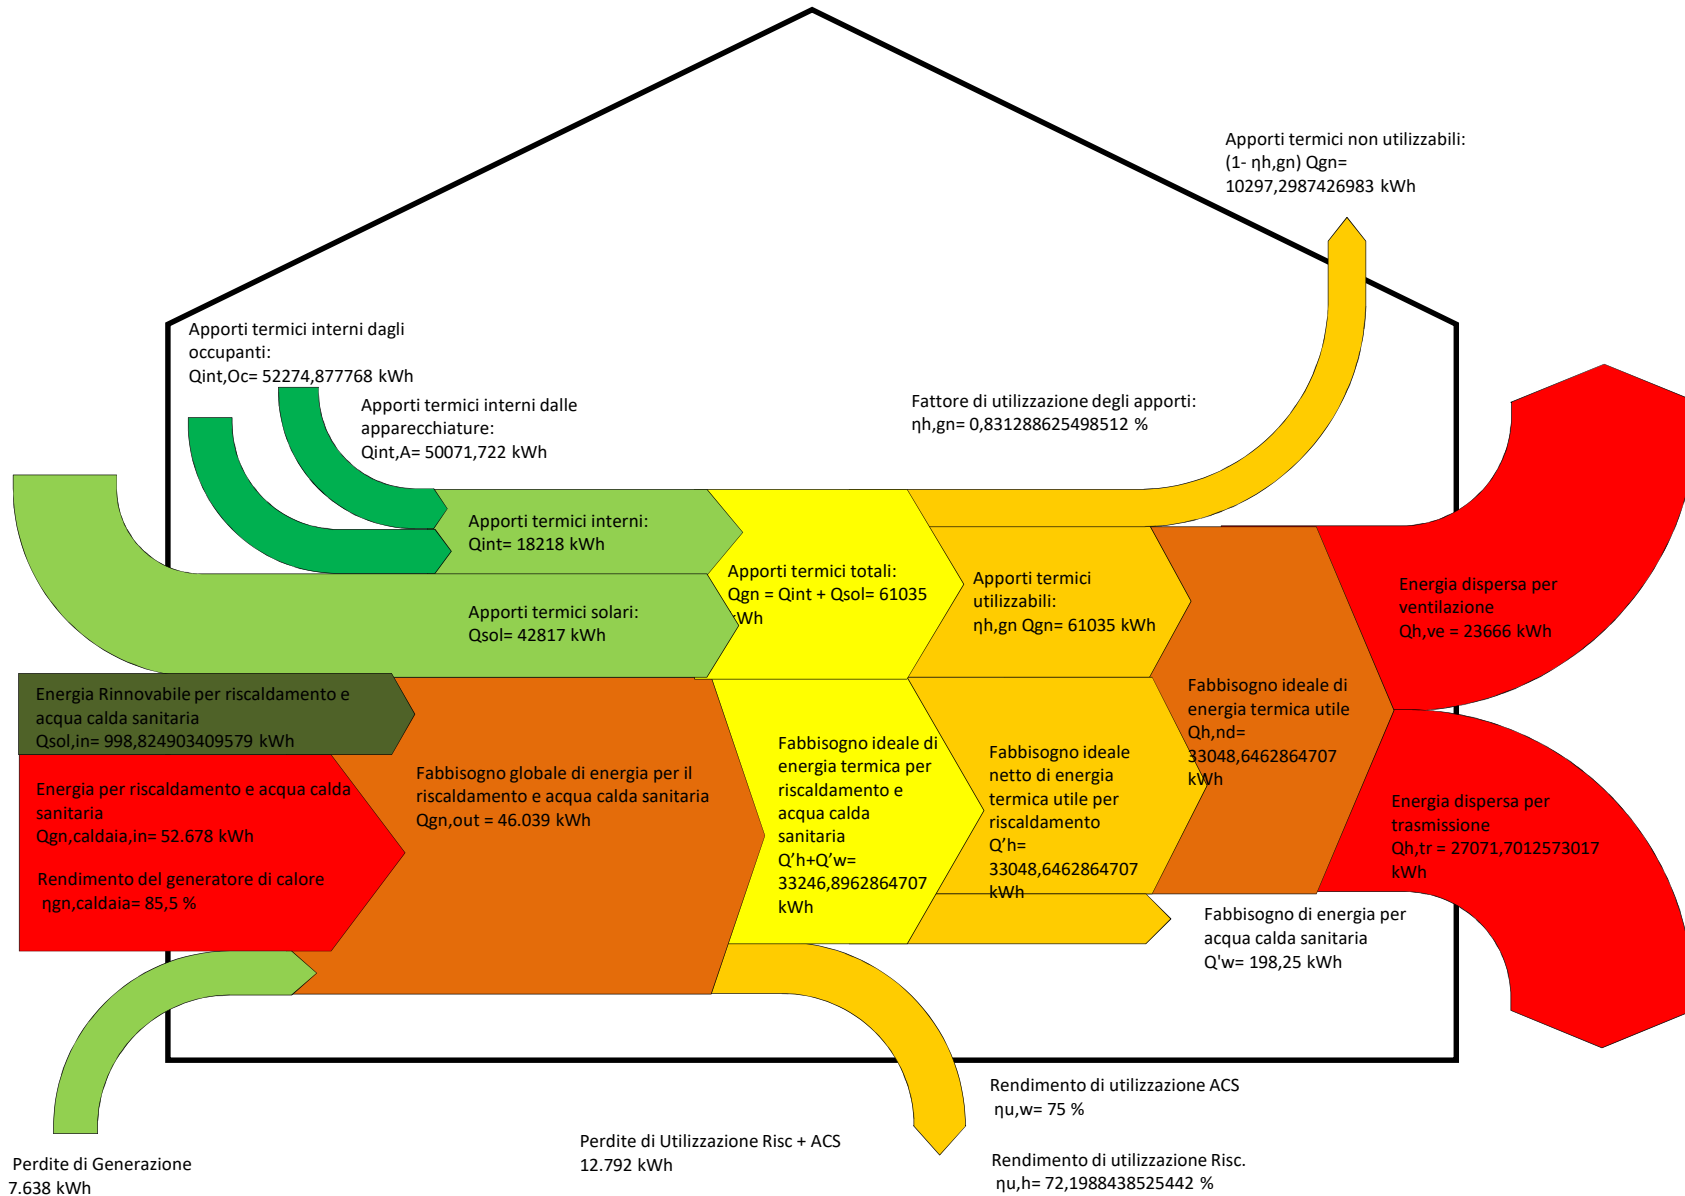 Apporti termici non utilizzabili:
(1- ηh,gn) Qgn=
10297,2987426983 kWh
Apporti termici interni dagli
occupanti:
Qint,Oc= 52274,877768 kWh
Apporti termici interni dalle
apparecchiature:
Qint,A= 50071,722 kWh
Fattore di utilizzazione degli apporti:
ηh,gn= 0,831288625498512 %
Apporti termici interni:
Qint= 18218 kWh
Apporti termici solari:
Qsol= 42817 kWh
Apporti termici totali:
Qgn = Qint + Qsol= 61035
kWh
Apporti termici
utilizzabili:
ηh,gn Qgn= 61035 kWh
Energia dispersa per
ventilazione
Qh,ve = 23666 kWh
Energia Rinnovabile per riscaldamento e
acqua calda sanitaria
Qsol,in= 998,824903409579 kWh
Energia per riscaldamento e acqua calda
sanitaria
Qgn,caldaia,in= 52.678 kWh
Rendimento del generatore di calore
ηgn,caldaia= 85,5 %
Fabbisogno globale di energia per il
riscaldamento e acqua calda sanitaria
Qgn,out = 46.039 kWh
Fabbisogno ideale di
energia termica per
riscaldamento e
acqua calda
sanitaria
Q'h+Q'w=
33246,8962864707
kWh
Fabbisogno ideale
netto di energia
termica utile per
riscaldamento
Q'h=
33048,6462864707
kWh
Fabbisogno ideale di
energia termica utile
Qh,nd=
33048,6462864707
kWh
Energia dispersa per
trasmissione
Qh,tr = 27071,7012573017
kWh
Fabbisogno di energia per
acqua calda sanitaria
Q'w= 198,25 kWh
Rendimento di utilizzazione ACS
ηu,w= 75 %
Perdite di Utilizzazione Risc + ACS
12.792 kWh
Rendimento di utilizzazione Risc.
ηu,h= 72,1988438525442 %
Perdite di Generazione
7.638 kWh